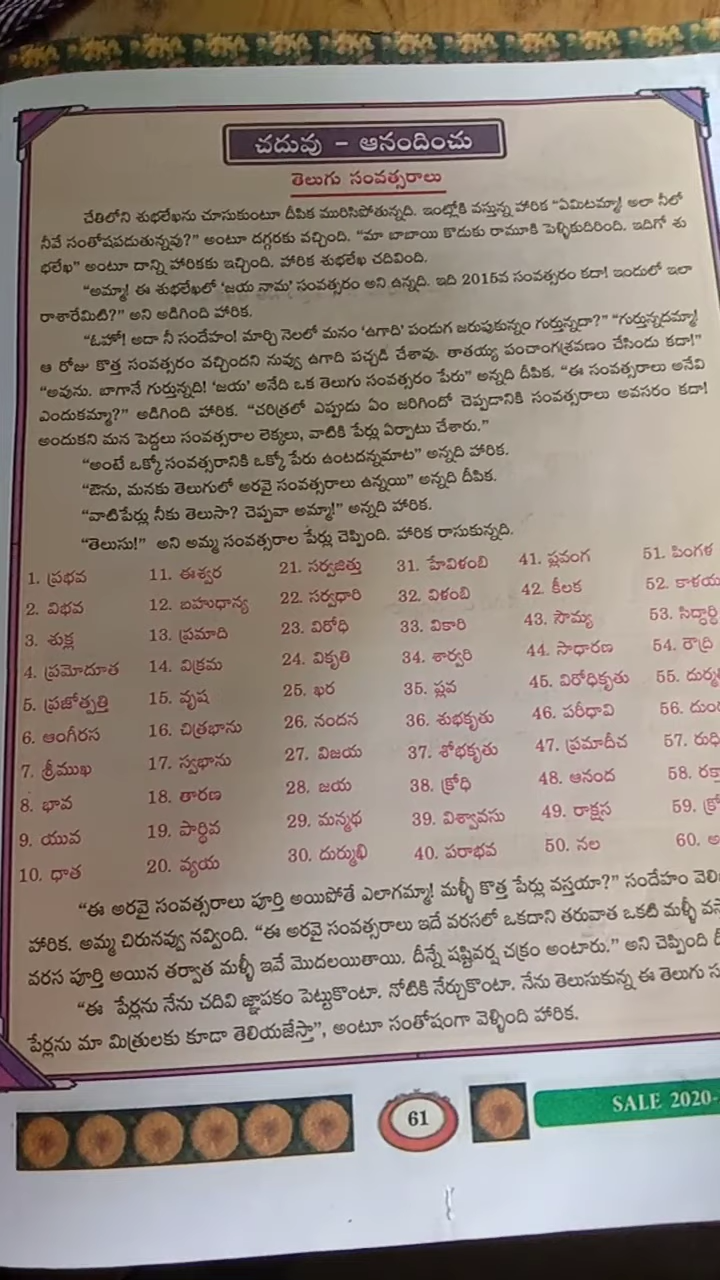 చదువు - ఆనందించు
తెలుగు సంవత్సరాలు
చేతిలోని శుభలేఖను చూసుకుంటూ దీపిక మురిసిపోతున్నది. ఇంట్లోకి వస్తున్న హారిక “ఏమిటమ్మా! అలా నీలో
నీవే సంతోషపడుతున్నవు?” అంటూ దగ్గరకు వచ్చింది. “మా బాబాయి కొడుకు రామూకి పెళ్ళికుదిరింది. ఇదిగో శు
భలేఖ” అంటూ దాన్ని హారికకు ఇచ్చింది. హారిక శుభలేఖ చదివింది.
“అమ్మా! ఈ శుభలేఖలో ‘జయ నామ’ సంవత్సరం అని ఉన్నది. ఇది 2015వ సంవత్సరం కదా! ఇందులో ఇలా
రాశారేమిటి?” అని అడిగింది హారిక.
“ఓహో! అదా నీ సందేహం! మార్చి నెలలో మనం ‘ఉగాది’ పండుగ జరుపుకున్నం గుర్తున్నదా?” “గుర్తున్నదమ్మా!
ఆ రోజు కొత్త సంవత్సరం వచ్చిందని నువ్వు ఉగాది పచ్చడి చేశావు. తాతయ్య పంచాంగశ్రవణం చేసిండు కదా!”
“అవును. బాగానే గుర్తున్నది! ‘జయ’ అనేది ఒక తెలుగు సంవత్సరం పేరు” అన్నది దీపిక. “ఈ సంవత్సరాలు అనేవి
ఎందుకమ్మా?” అడిగింది హారిక. “చరిత్రలో ఎప్పుడు ఏం జరిగిందో చెప్పడానికి సంవత్సరాలు అవసరం కదా!
అందుకని మన పెద్దలు సంవత్సరాల లెక్కలు, వాటికి పేర్లు ఏర్పాటు చేశారు.”
“అంటే ఒక్కో సంవత్సరానికి ఒక్కో పేరు ఉంటదన్నమాట” అన్నది హారిక.
“ఔను, మనకు తెలుగులో అరవై సంవత్సరాలు ఉన్నయి” అన్నది దీపిక.
“వాటిపేర్లు నీకు తెలుసా? చెప్పవా అమ్మా!” అన్నది హారిక.
“తెలుసు!” అని అమ్మ సంవత్సరాల పేర్లు చెప్పింది. హారిక రాసుకున్నది.
1. ప్రభవ 11. ఈశ్వర 21. సర్వజిత్తు 31. హేవిళంబి 41. ప్లవంగ 51. పింగళ
2. విభవ 12. బహుధాన్య 22. సర్వధారి 32. విళంబి 42. కీలక 52. కాళయ
3. శుక్ల 13. ప్రమాది 23. విరోధి 33. వికారి 43. సౌమ్య 53. సిద్ధార్థి
4. ప్రమోదూత 14. విక్రమ 24. వికృతి 34. శార్వరి 44. సాధారణ 54. రౌద్రి
5. ప్రజోత్పత్తి 15. వృష 25. ఖర 35. ప్లవ 45. విరోధికృతు 55. దుర్మ
6. ఆంగీరస 16. చిత్రభాను 26. నందన 36. శుభకృతు 46. పరీధావి 56. దుం
7. శ్రీముఖ 17. స్వభాను 27. విజయ 37. శోభకృతు 47. ప్రమాదీచ 57. రుధి
8. భావ 18. తారణ 28. జయ 38. క్రోధి 48. ఆనంద 58. రక్తా
9. యువ 19. పార్థివ 29. మన్మథ 39. విశ్వావసు 49. రాక్షస 59. క్రో
10. ధాత 20. వ్యయ 30. దుర్ముఖి 40. పరాభవ 50. నల 60. అ
“ఈ అరవై సంవత్సరాలు పూర్తి అయిపోతే ఎలాగమ్మా! మళ్ళీ కొత్త పేర్లు వస్తయా?” సందేహం వెలి
హారిక. అమ్మ చిరునవ్వు నవ్వింది. “ఈ అరవై సంవత్సరాలు ఇదే వరసలో ఒకదాని తరువాత ఒకటి మళ్ళీ వస్
వరస పూర్తి అయిన తర్వాత మళ్ళీ ఇవే మొదలయితాయి. దీన్నే షష్టివర్ష చక్రం అంటారు.” అని చెప్పింది దీ
“ఈ పేర్లను నేను చదివి జ్ఞాపకం పెట్టుకొంటా. నోటికి నేర్చుకొంటా. నేను తెలుసుకున్న ఈ తెలుగు స
పేర్లను మా మిత్రులకు కూడా తెలియజేస్తా”, అంటూ సంతోషంగా వెళ్ళింది హారిక.
61
SALE 2020-